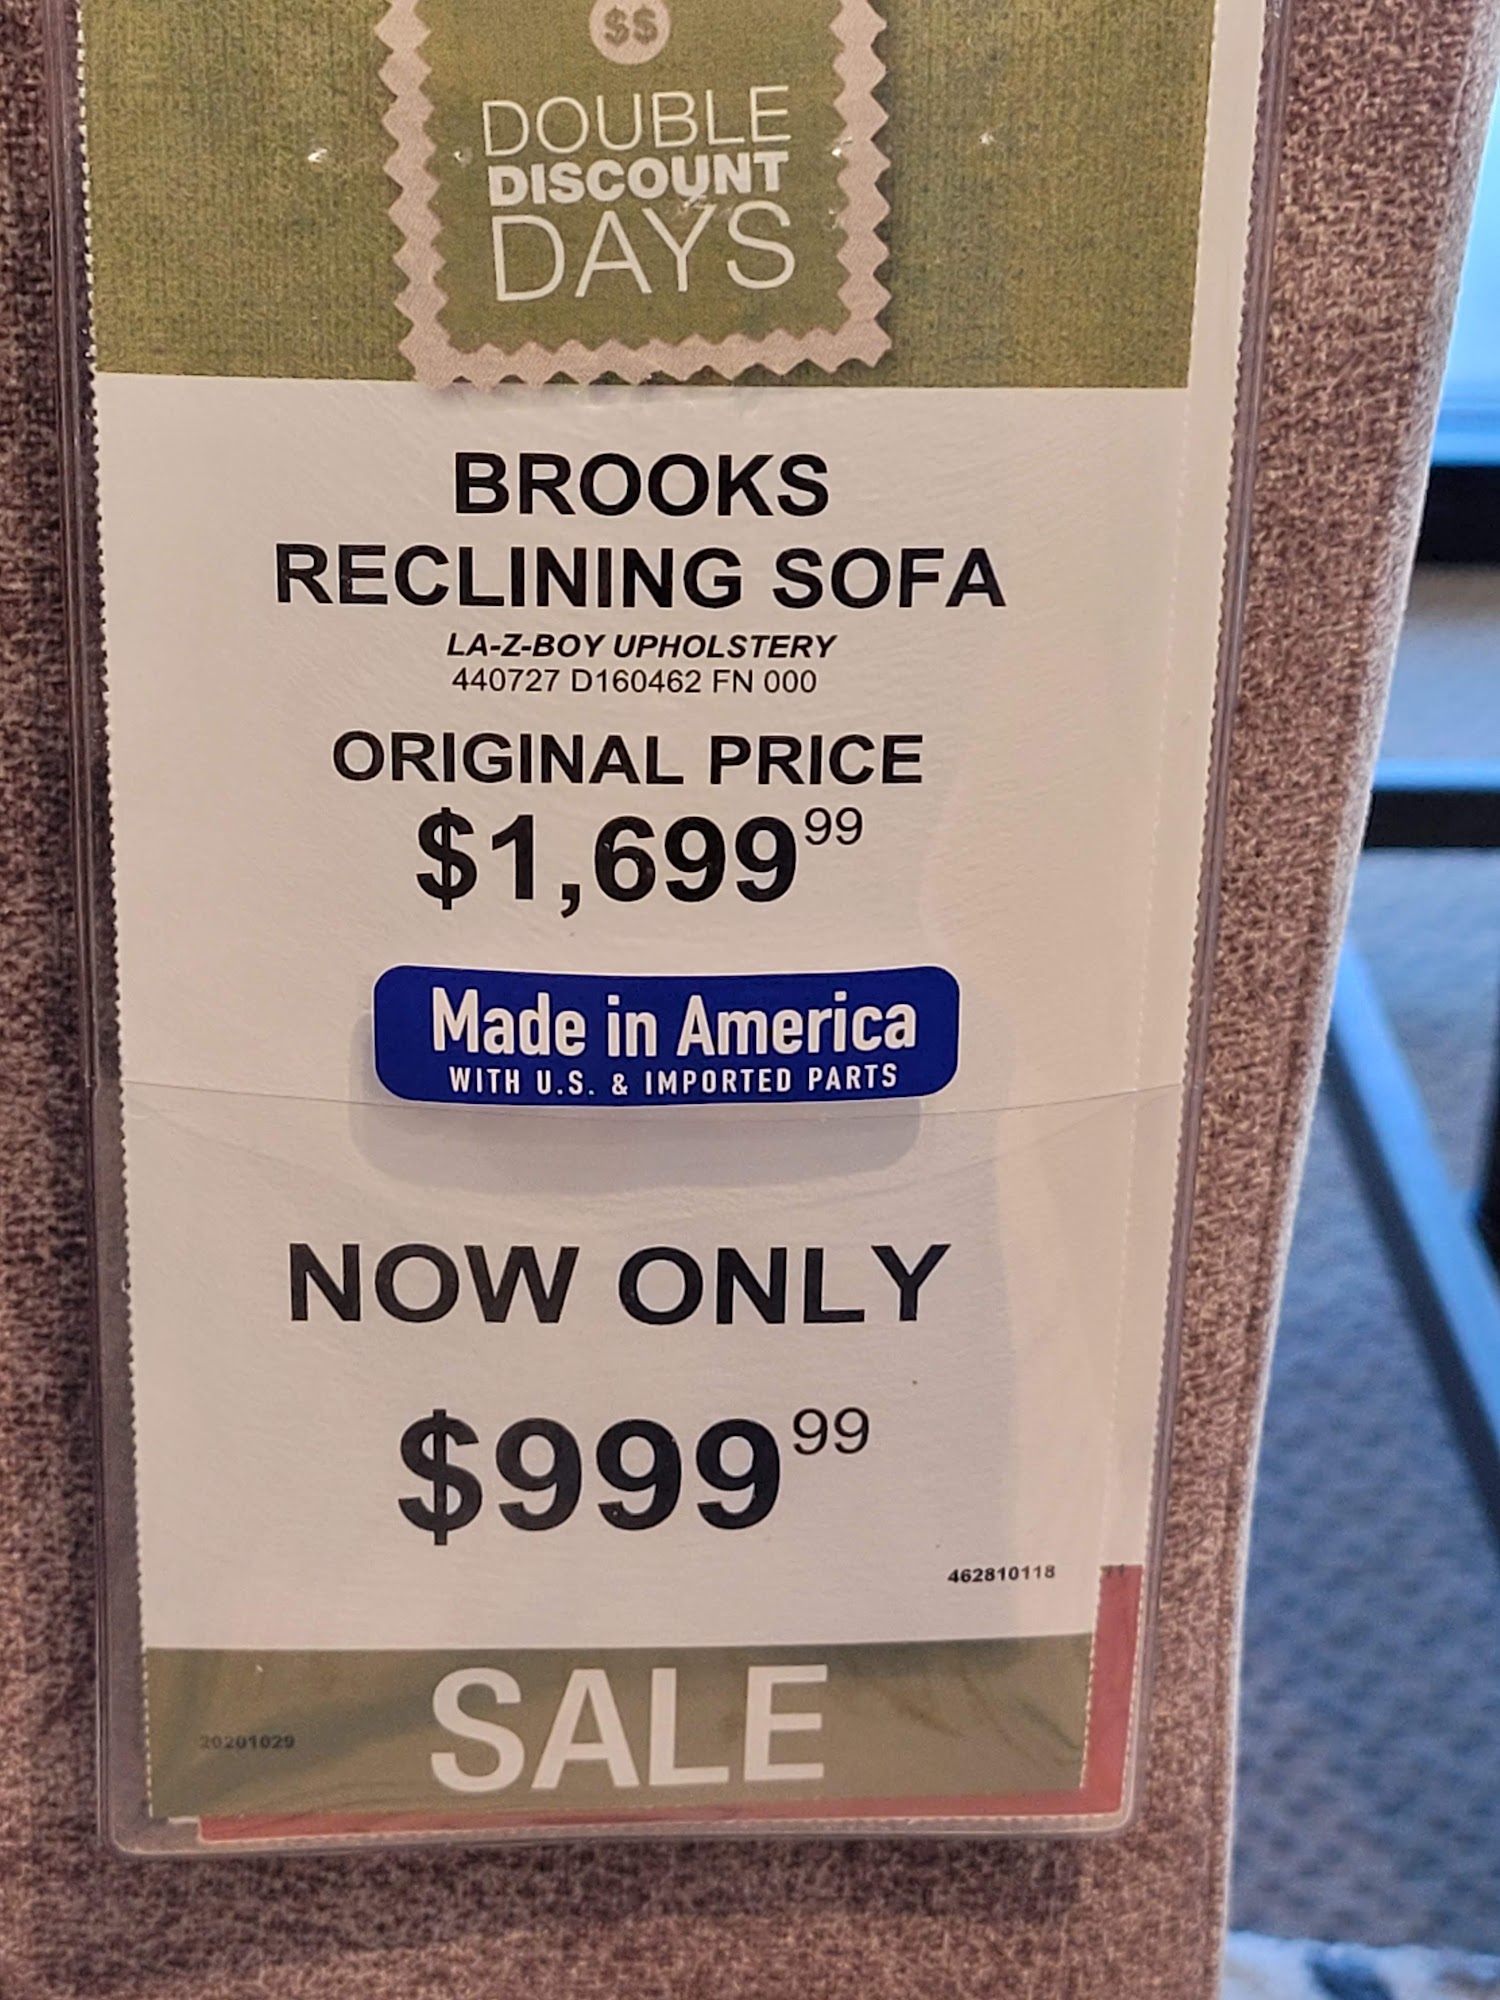 $$
DOUBLE
DISCOUNT
DAYS
BROOKS
RECLINING SOFA
LA-Z-BOY UPHOLSTERY
440727 D160462 FN 000
ORIGINAL PRICE
$1,699 99
Made in America
WITH U.S. & IMPORTED PARTS
NOW ONLY
$999 99
462810118
SALE
20201029